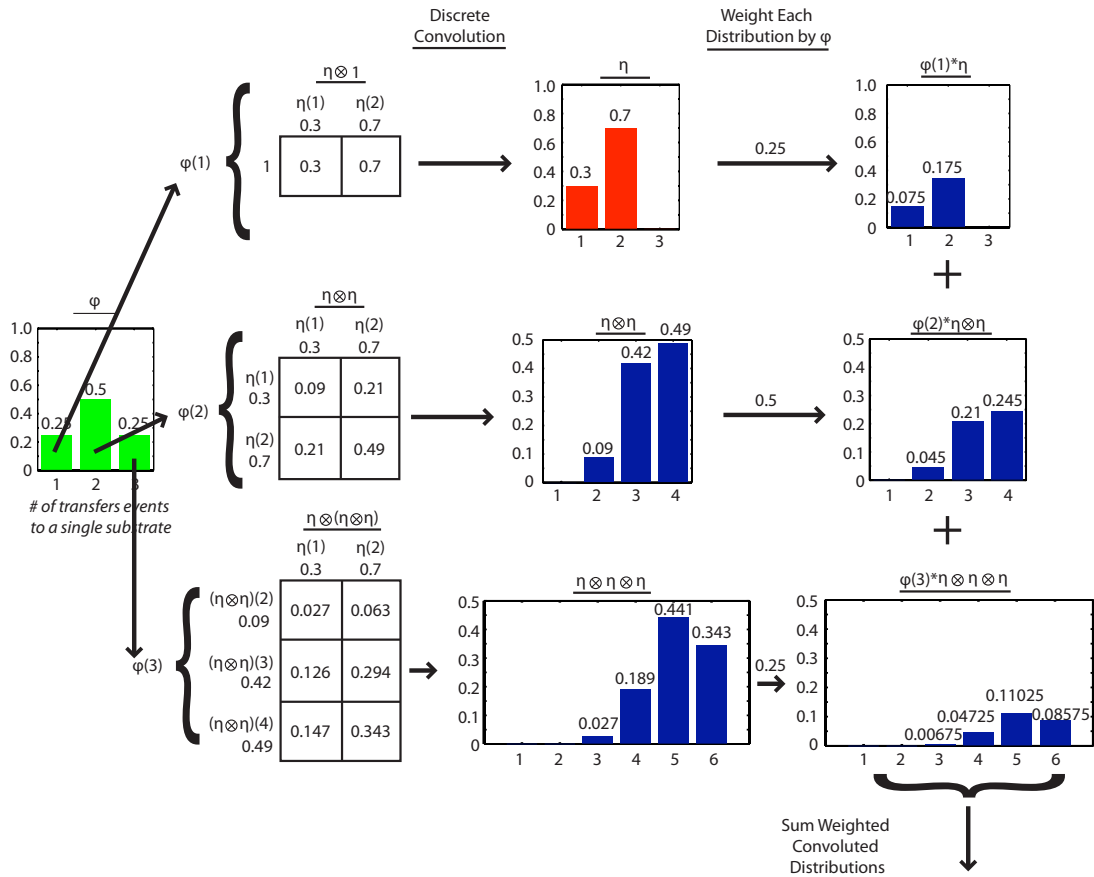 Discrete
Convolution
Weight Each
Distribution by φ
η⊗1
η(1) η(2)
0.3 0.7
φ(1)
1 0.3 0.7
η
1.0
0.8
0.6
0.4
0.2
0
0.3
0.7
1 2 3
0.25
φ(1)*η
1.0
0.8
0.6
0.4
0.2
0
0.075
0.175
1 2 3
+
φ
1.0
0.8
0.6
0.4
0.2
0
0.25
0.5
0.25
1 2 3
# of transfers events
to a single substrate
η⊗η
η(1) η(2)
0.3 0.7
φ(2)
η(1)
0.3
0.09 0.21
η(2)
0.7
0.21 0.49
η⊗η
0.5
0.4
0.3
0.2
0.1
0
0.09
0.42
0.49
1 2 3 4
0.5
φ(2)*η⊗η
0.5
0.4
0.3
0.2
0.1
0
0.045
0.21
0.245
1 2 3 4
+
η⊗(η⊗η)
η(1) η(2)
0.3 0.7
φ(3)
(η⊗η)(2)
0.09
0.027 0.063
(η⊗η)(3)
0.42
0.126 0.294
(η⊗η)(4)
0.49
0.147 0.343
η⊗η⊗η
0.5
0.4
0.3
0.2
0.1
0
0.027
0.189
0.441
0.343
1 2 3 4 5 6
0.25
φ(3)*η⊗η⊗η
0.5
0.4
0.3
0.2
0.1
0
0.00675
0.04725
0.11025
0.08575
1 2 3 4 5 6
Sum Weighted
Convoluted
Distributions